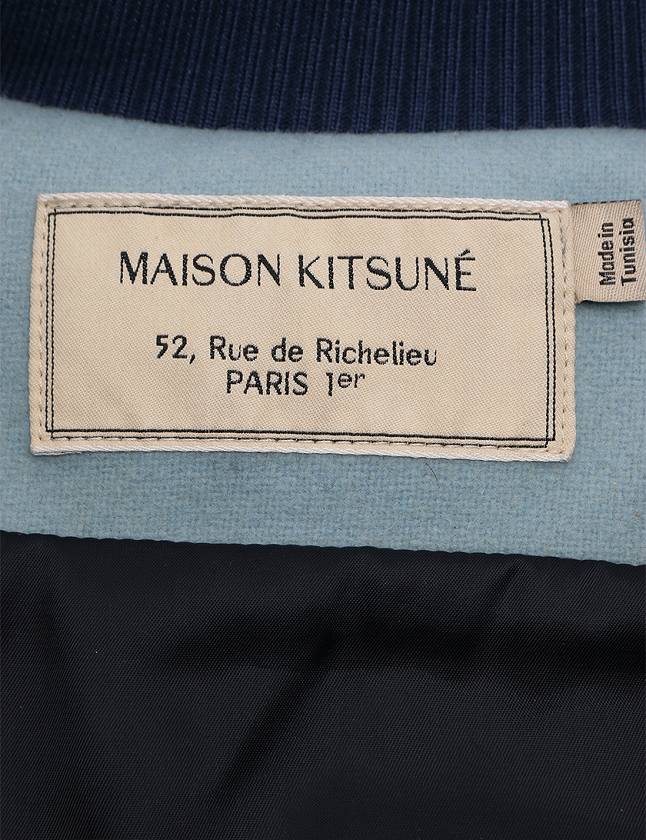 MAISON KITSUNÉ
52, Rue de Richelieu
PARIS 1er
Made in
Tunisia